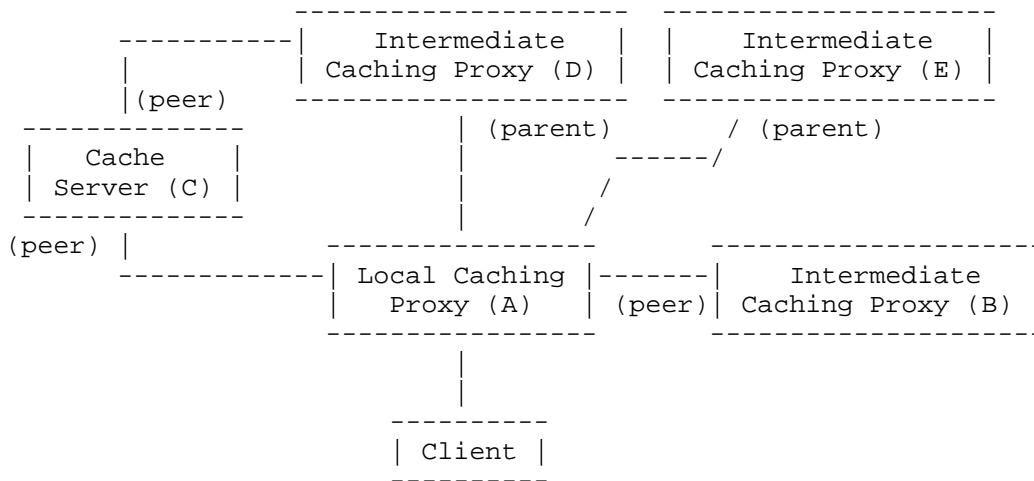 Intermediate Intermediate
Caching Proxy (D) Caching Proxy (E)
(peer)
(parent) (parent)
Cache
Server (C)
(peer)
Local Caching Intermediate
Proxy (A) (peer) Caching Proxy (B)
Client